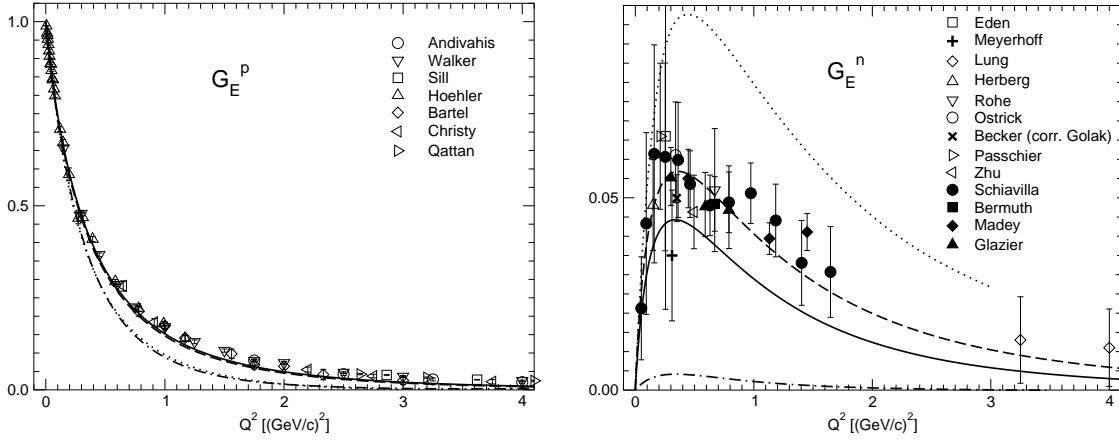 1.0
0.5
0.0
0
1
2
3
4
Q² [(GeV/c)²]
G_E^p
Andivahis
Walker
Sill
Hoehler
Bartel
Christy
Qattan
0.05
0.00
0
1
2
3
4
Q² [(GeV/c)²]
G_E^n
Eden
Meyerhoff
Lung
Herberg
Rohe
Ostrick
Becker (corr. Golak)
Passchier
Zhu
Schiavilla
Bermuth
Madey
Glazier